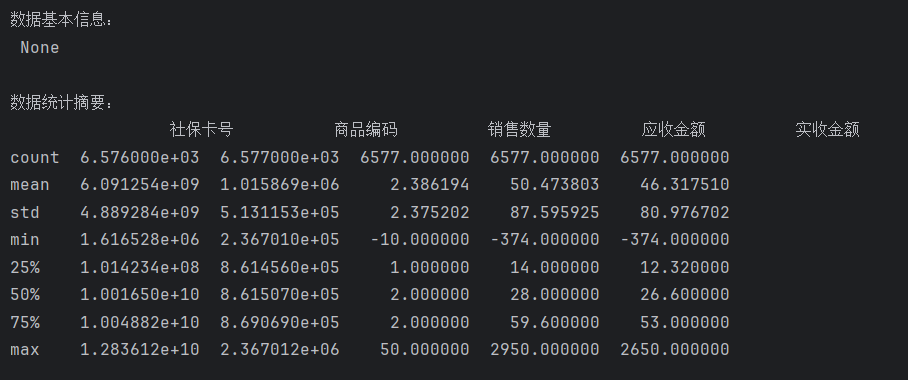 数据基本信息:
None
数据统计摘要:
社保卡号 商品编码 销售数量 应收金额 实收金额
count 6.576000e+03 6.577000e+03 6577.000000 6577.000000 6577.000000
mean 6.091254e+09 1.015869e+06 2.386194 50.473803 46.317510
std 4.889284e+09 5.131153e+05 2.375202 87.595925 80.976702
min 1.616528e+06 2.367010e+05 -10.000000 -374.000000 -374.000000
25% 1.014234e+08 8.614560e+05 1.000000 14.000000 12.320000
50% 1.001650e+10 8.615070e+05 2.000000 28.000000 26.600000
75% 1.004882e+10 8.690690e+05 2.000000 59.600000 53.000000
max 1.283612e+10 2.367012e+06 50.000000 2950.000000 2650.000000